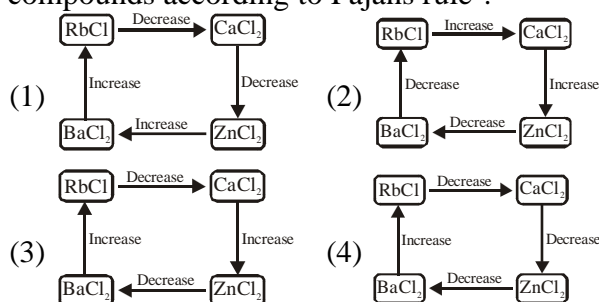 compounds according to Fajans rule ?
(1) RbCl Decrease CaCl₂
Increase Decrease
BaCl₂ Increase ZnCl₂
(2) RbCl Increase CaCl₂
Decrease Increase
BaCl₂ Decrease ZnCl₂
(3) RbCl Decrease CaCl₂
Increase Increase
BaCl₂ Decrease ZnCl₂
(4) RbCl Decrease CaCl₂
Increase Decrease
BaCl₂ Decrease ZnCl₂